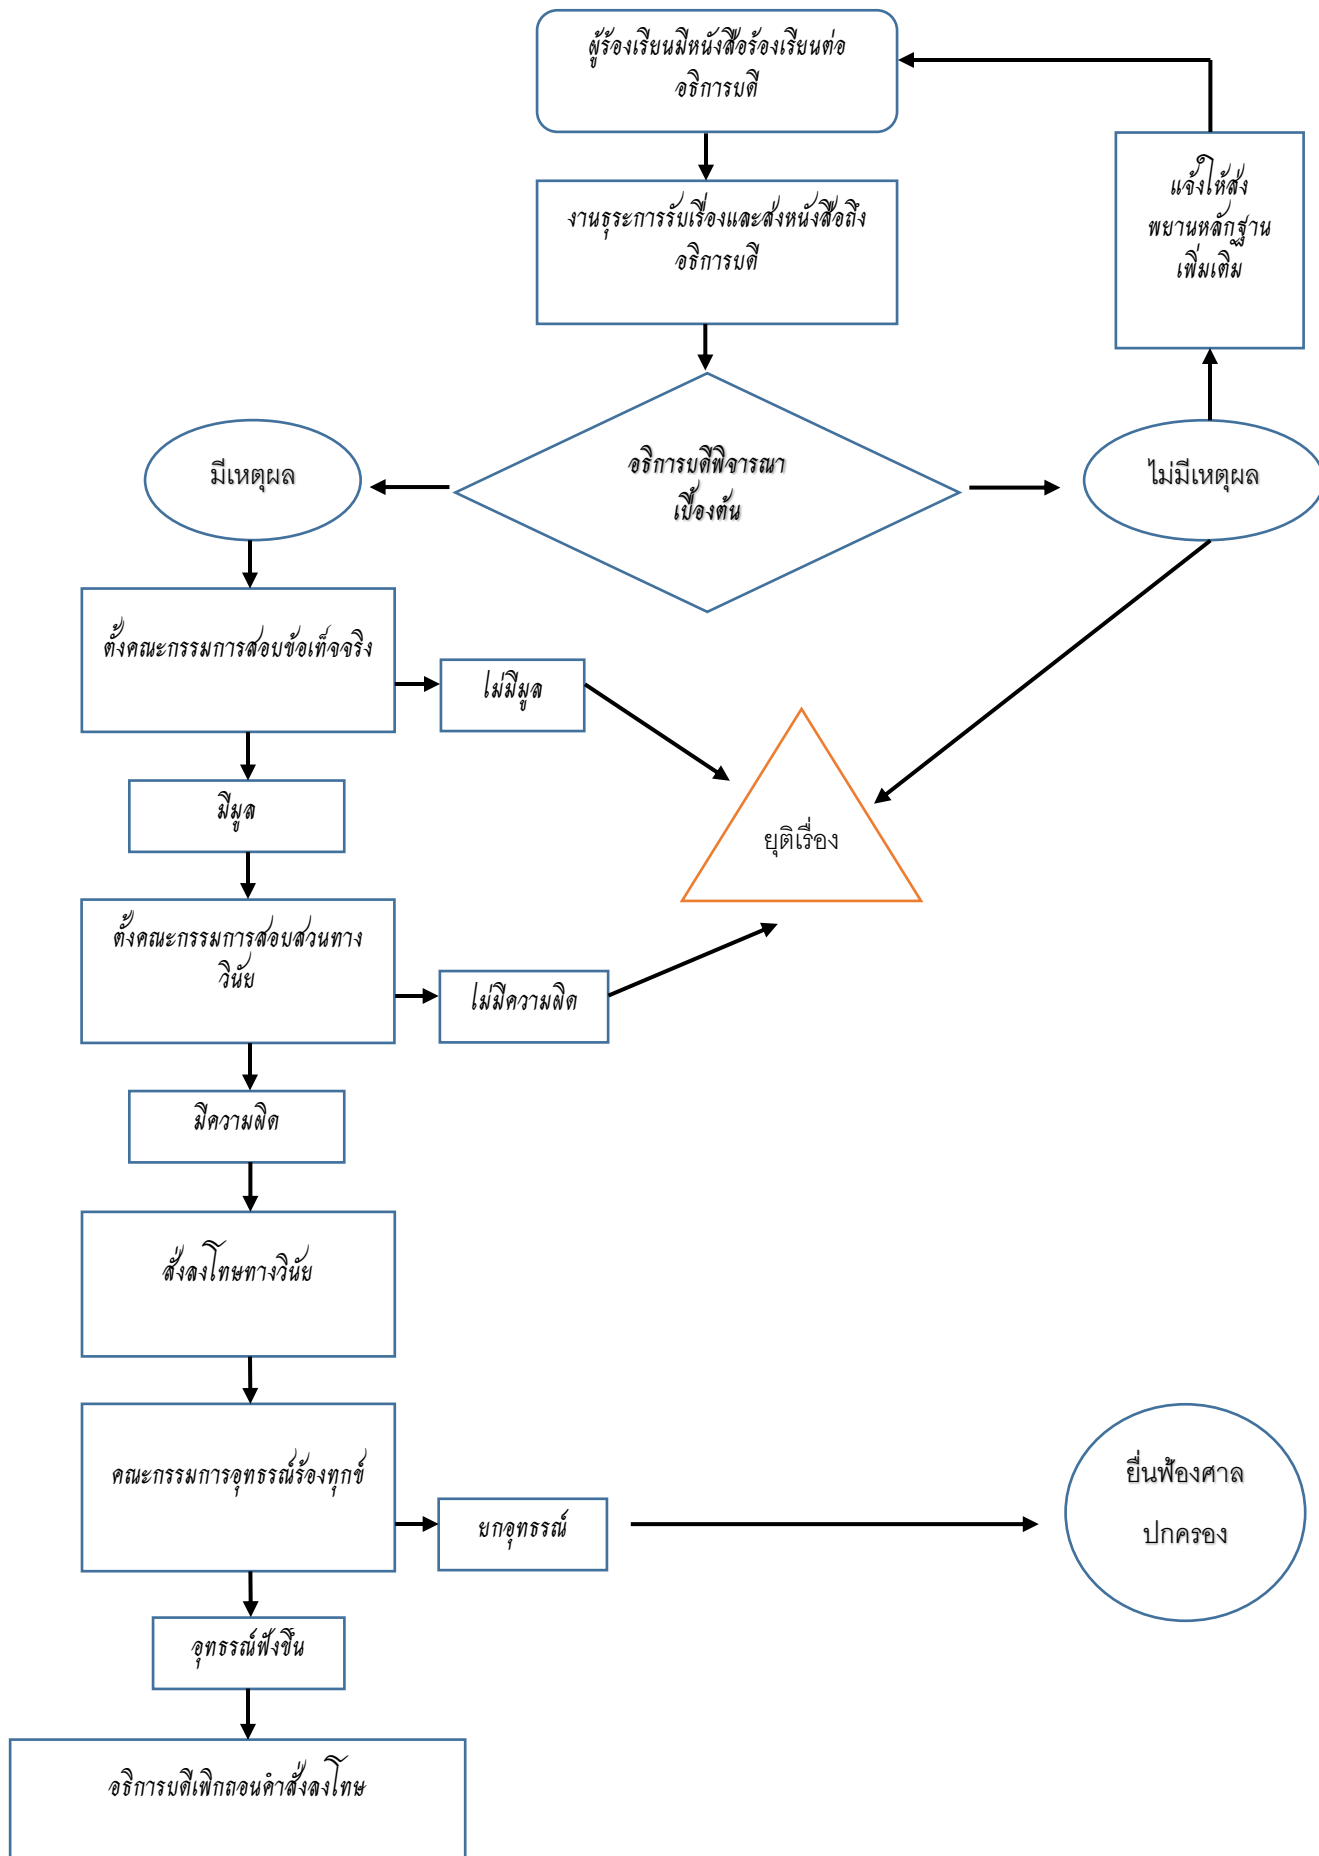 ผู้ร้องเรียนมีหนังสือร้องเรียนต่อ
อธิการบดี
แจ้งให้ส่ง
พยานหลักฐาน
เพิ่มเติม
งานธุระการรับเรื่องและส่งหนังสือถึง
อธิการบดี
มีเหตุผล
อธิการบดีพิจารณา
เบื้องต้น
ไม่มีเหตุผล
ตั้งคณะกรรมการสอบข้อเท็จจริง
ไม่มีมูล
มีมูล
ยุติเรื่อง
ตั้งคณะกรรมการสอบสวนทาง
วินัย
ไม่มีความผิด
มีความผิด
สั่งลงโทษทางวินัย
คณะกรรมการอุทธรณ์ร้องทุกข์
ยกอุทธรณ์
ยื่นฟ้องศาล
ปกครอง
อุทธรณ์ฟังขึ้น
อธิการบดีเพิกถอนคำสั่งลงโทษ